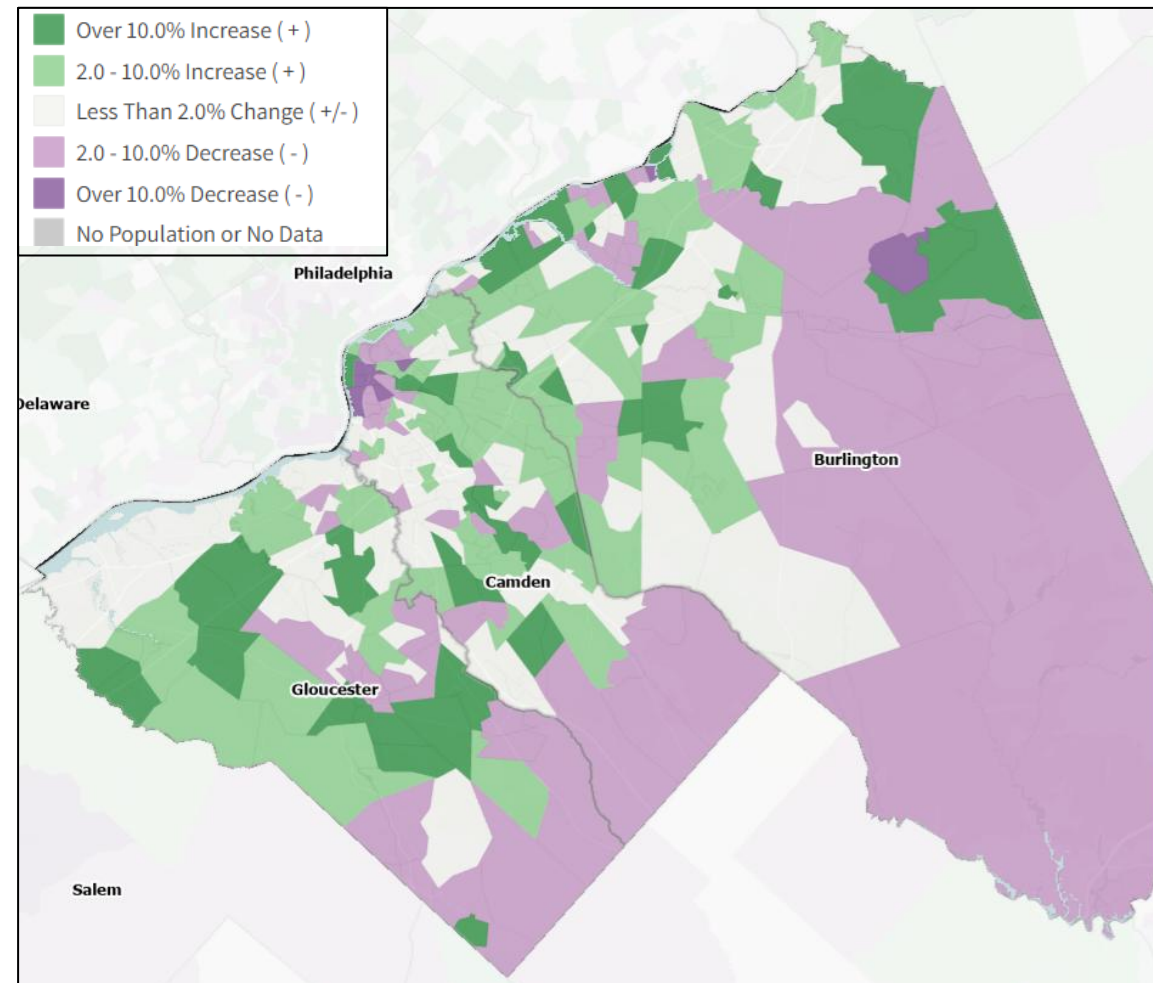 Over 10.0% Increase ( + )
2.0 - 10.0% Increase ( + )
Less Than 2.0% Change ( +/- )
2.0 - 10.0% Decrease ( - )
Over 10.0% Decrease ( - )
No Population or No Data
Philadelphia
Delaware
Burlington
Camden
Gloucester
Salem